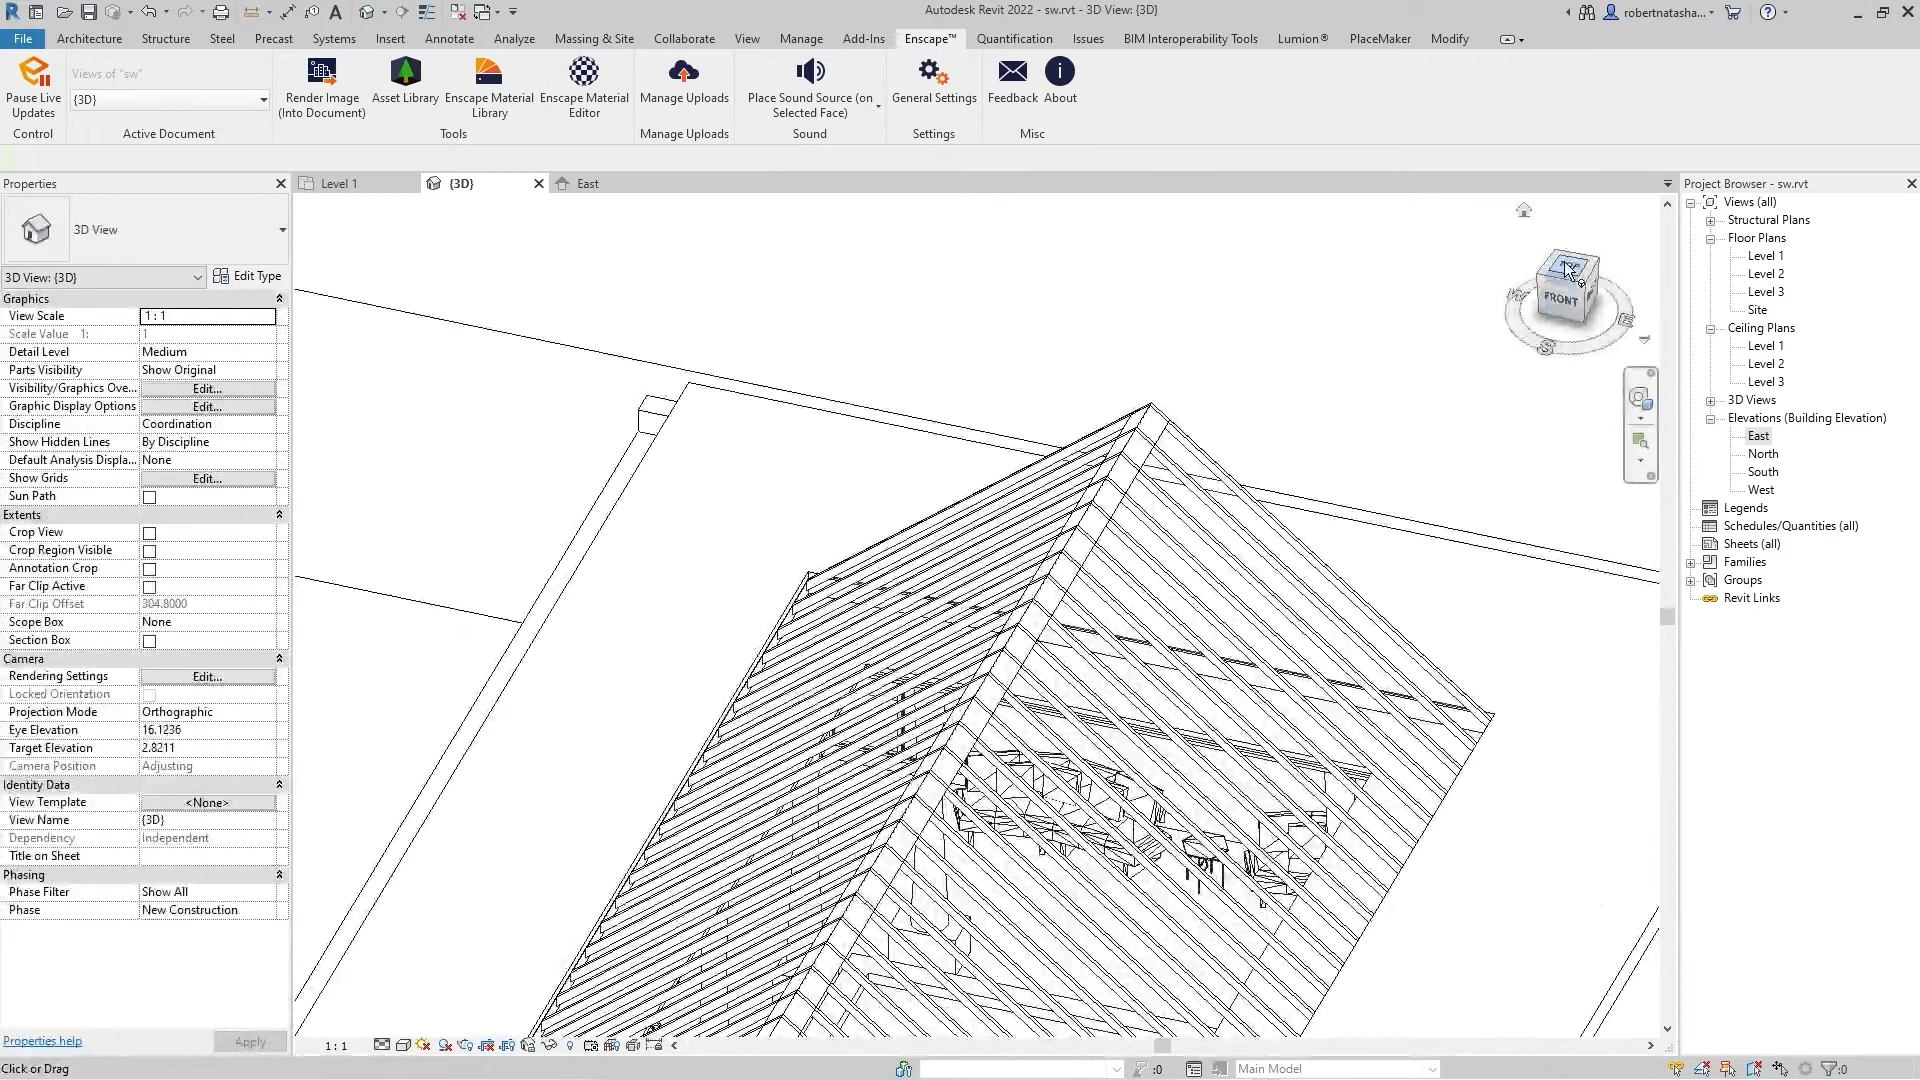 Autodesk Revit 2022 - sw.rvt - 3D View: {3D}
robertnatasha...
File Architecture Structure Steel Precast Systems Insert Annotate Analyze Massing & Site Collaborate View Manage Add-Ins Enscape™ Quantification Issues BIM Interoperability Tools Lumion® PlaceMaker Modify
Pause Live Updates
Control
Views of "sw"
{3D}
Active Document
Render Image (Into Document)
Asset Library
Enscape Material Library
Enscape Material Editor
Tools
Manage Uploads
Manage Uploads
Place Sound Source (on Selected Face)
Sound
General Settings
Settings
Feedback
About
Misc
Properties
Level 1
{3D}
East
Project Browser - sw.rvt
3D View
3D View: {3D}
Edit Type
Graphics
View Scale 1 : 1
Scale Value 1: 1
Detail Level Medium
Parts Visibility Show Original
Visibility/Graphics Ove... Edit...
Graphic Display Options Edit...
Discipline Coordination
Show Hidden Lines By Discipline
Default Analysis Displa... None
Show Grids Edit...
Sun Path
Extents
Crop View
Crop Region Visible
Annotation Crop
Far Clip Active
Far Clip Offset 304.8000
Scope Box None
Section Box
Camera
Rendering Settings Edit...
Locked Orientation
Projection Mode Orthographic
Eye Elevation 16.1236
Target Elevation 2.8211
Camera Position Adjusting
Identity Data
View Template <None>
View Name {3D}
Dependency Independent
Title on Sheet
Phasing
Phase Filter Show All
Phase New Construction
Properties help
Apply
TOP
FRONT
W
E
S
Views (all)
Structural Plans
Floor Plans
Level 1
Level 2
Level 3
Site
Ceiling Plans
Level 1
Level 2
Level 3
3D Views
Elevations (Building Elevation)
East
North
South
West
Legends
Schedules/Quantities (all)
Sheets (all)
Families
Groups
Revit Links
1 : 1
Click or Drag
:0
Main Model
:0